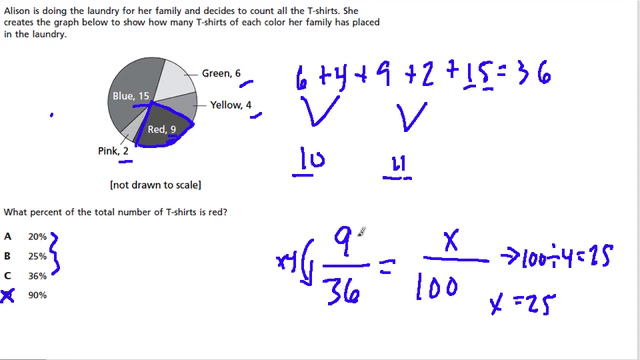 Alison is doing the laundry for her family and decides to count all the T-shirts. She
creates the graph below to show how many T-shirts of each color her family has placed
in the laundry.
6 + 4 + 9 + 2 + 15 = 36
Green, 6
Blue, 15
Yellow, 4
Red, 9
Pink, 2
10 11
[not drawn to scale]
What percent of the total number of T-shirts is red?
A 20%
B 25%
C 36%
90%
x4 9/36 = x/100 → 100 ÷ 4 = 25
x = 25